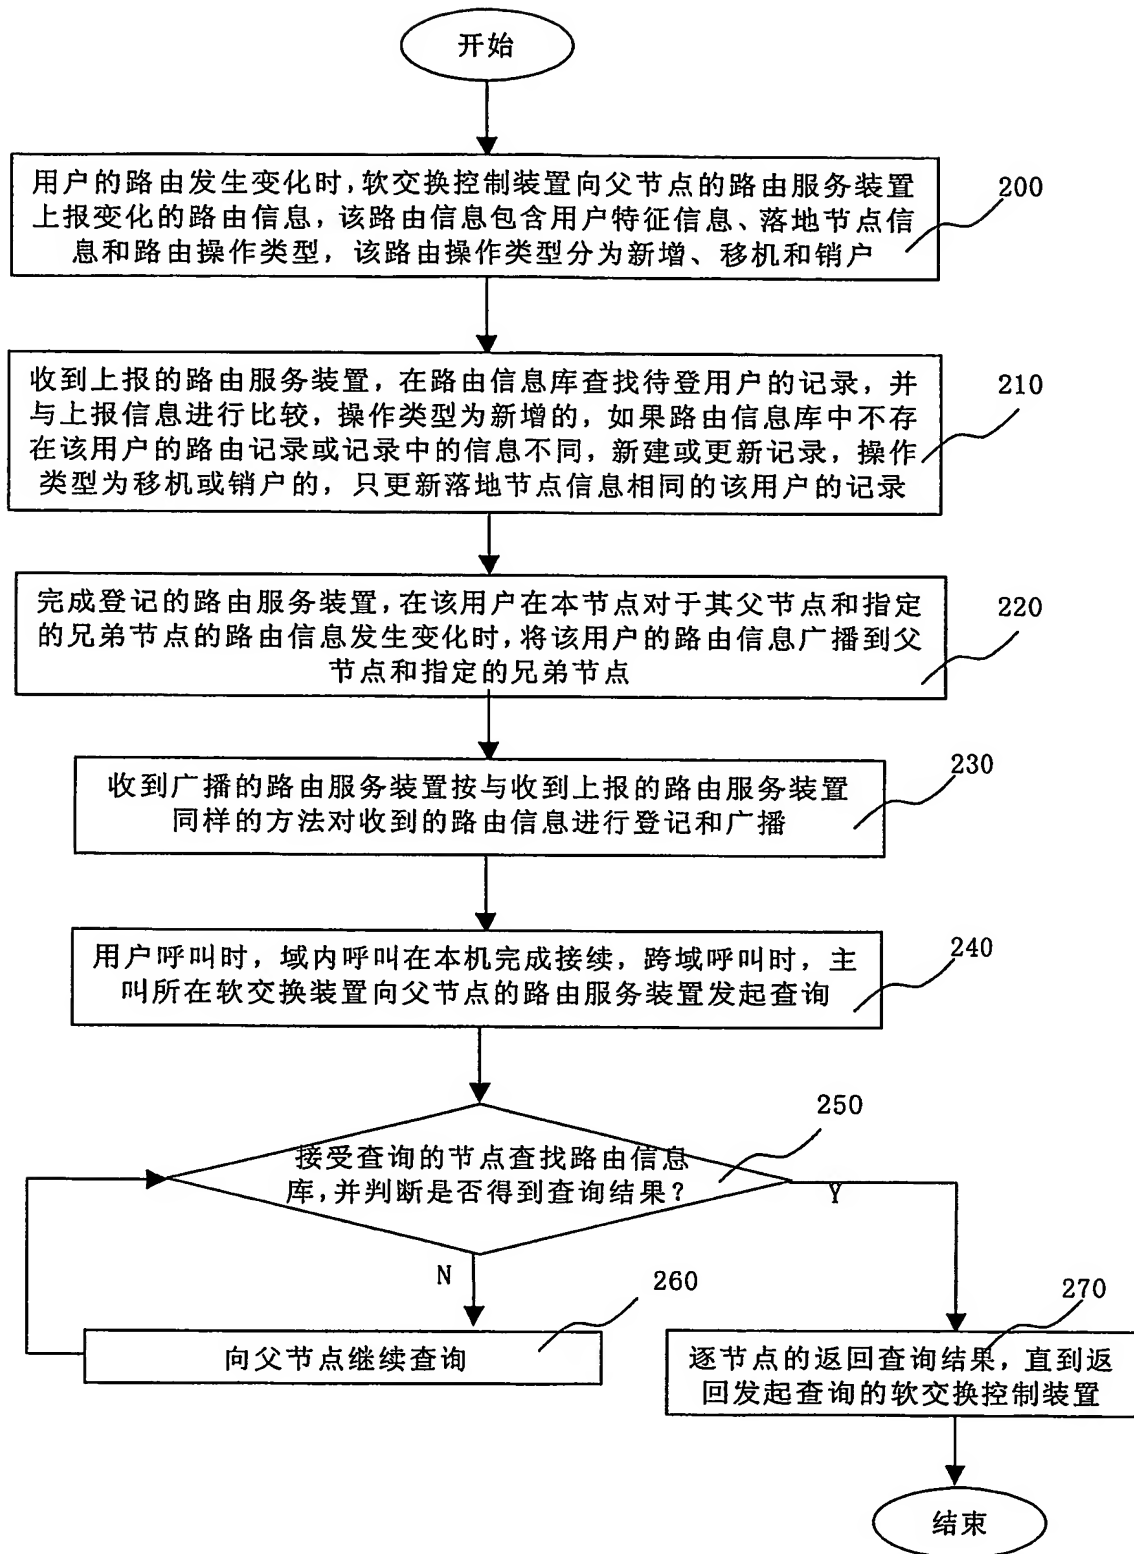 开始
用户的路由发生变化时，软交换控制装置向父节点的路由服务装置
上报变化的路由信息，该路由信息包含用户特征信息、落地节点信
息和路由操作类型，该路由操作类型分为新增、移机和销户
200
收到上报的路由服务装置，在路由信息库查找待登用户的记录，并
与上报信息进行比较，操作类型为新增的，如果路由信息库中不存
在该用户的路由记录或记录中的信息不同，新建或更新记录，操作
类型为移机或销户的，只更新落地节点信息相同的该用户的记录
210
完成登记的路由服务装置，在该用户在本节点对于其父节点和指定
的兄弟节点的路由信息发生变化时，将该用户的路由信息广播到父
节点和指定的兄弟节点
220
收到广播的路由服务装置按与收到上报的路由服务装置
同样的方法对收到的路由信息进行登记和广播
230
用户呼叫时，域内呼叫在本机完成接续，跨域呼叫时，主
叫所在软交换装置向父节点的路由服务装置发起查询
240
接受查询的节点查找路由信息
库，并判断是否得到查询结果？
250
Y
N
向父节点继续查询
260
逐节点的返回查询结果，直到返
回发起查询的软交换控制装置
270
结束